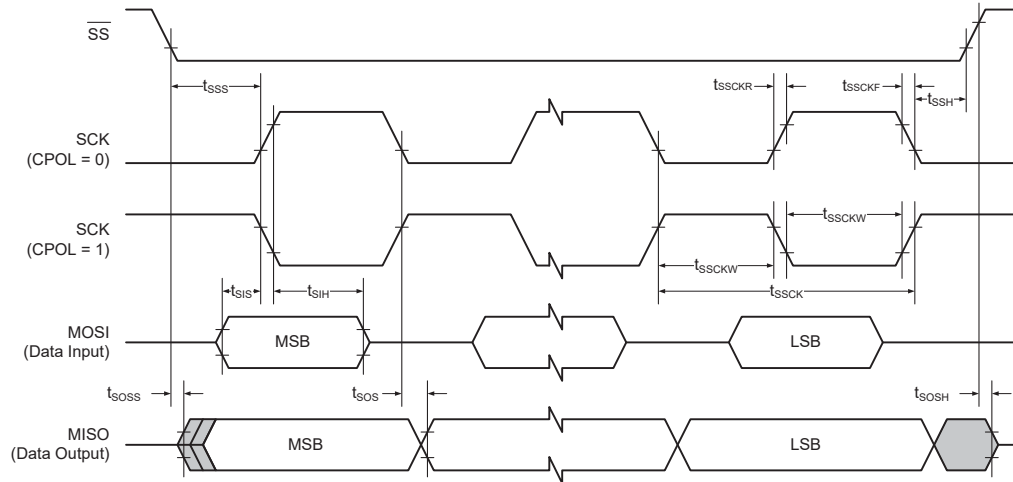 SS
tSSS
tSSCKR
tSSCKF
tSSH
SCK
(CPOL = 0)
SCK
(CPOL = 1)
tSSCKW
tSSCKW
tSSCK
tSIS
tSIH
MOSI
(Data Input)
MSB
LSB
tSOSS
tSOS
tSOSH
MISO
(Data Output)
MSB
LSB